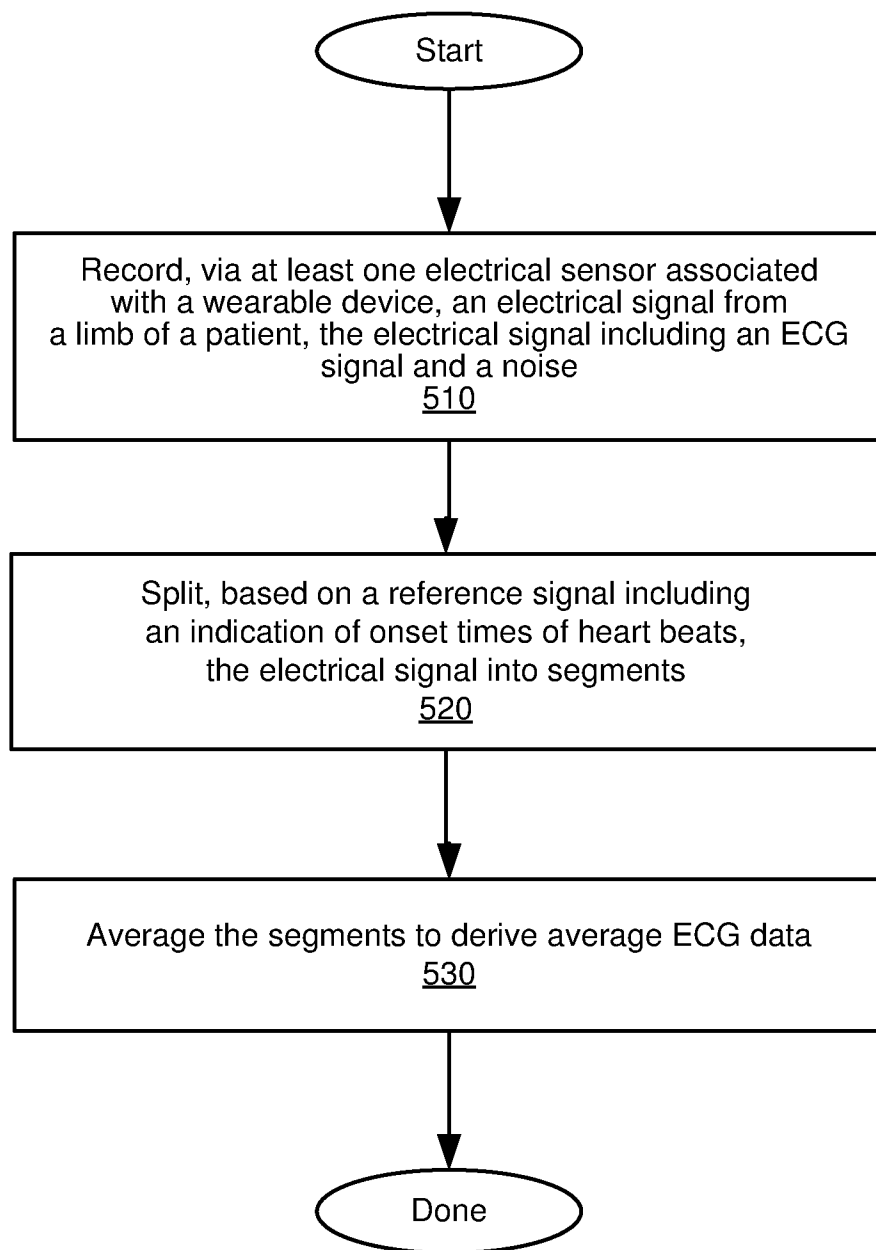 Start
Record, via at least one electrical sensor associated
with a wearable device, an electrical signal from
a limb of a patient, the electrical signal including an ECG
signal and a noise
510
Split, based on a reference signal including
an indication of onset times of heart beats,
the electrical signal into segments
520
Average the segments to derive average ECG data
530
Done